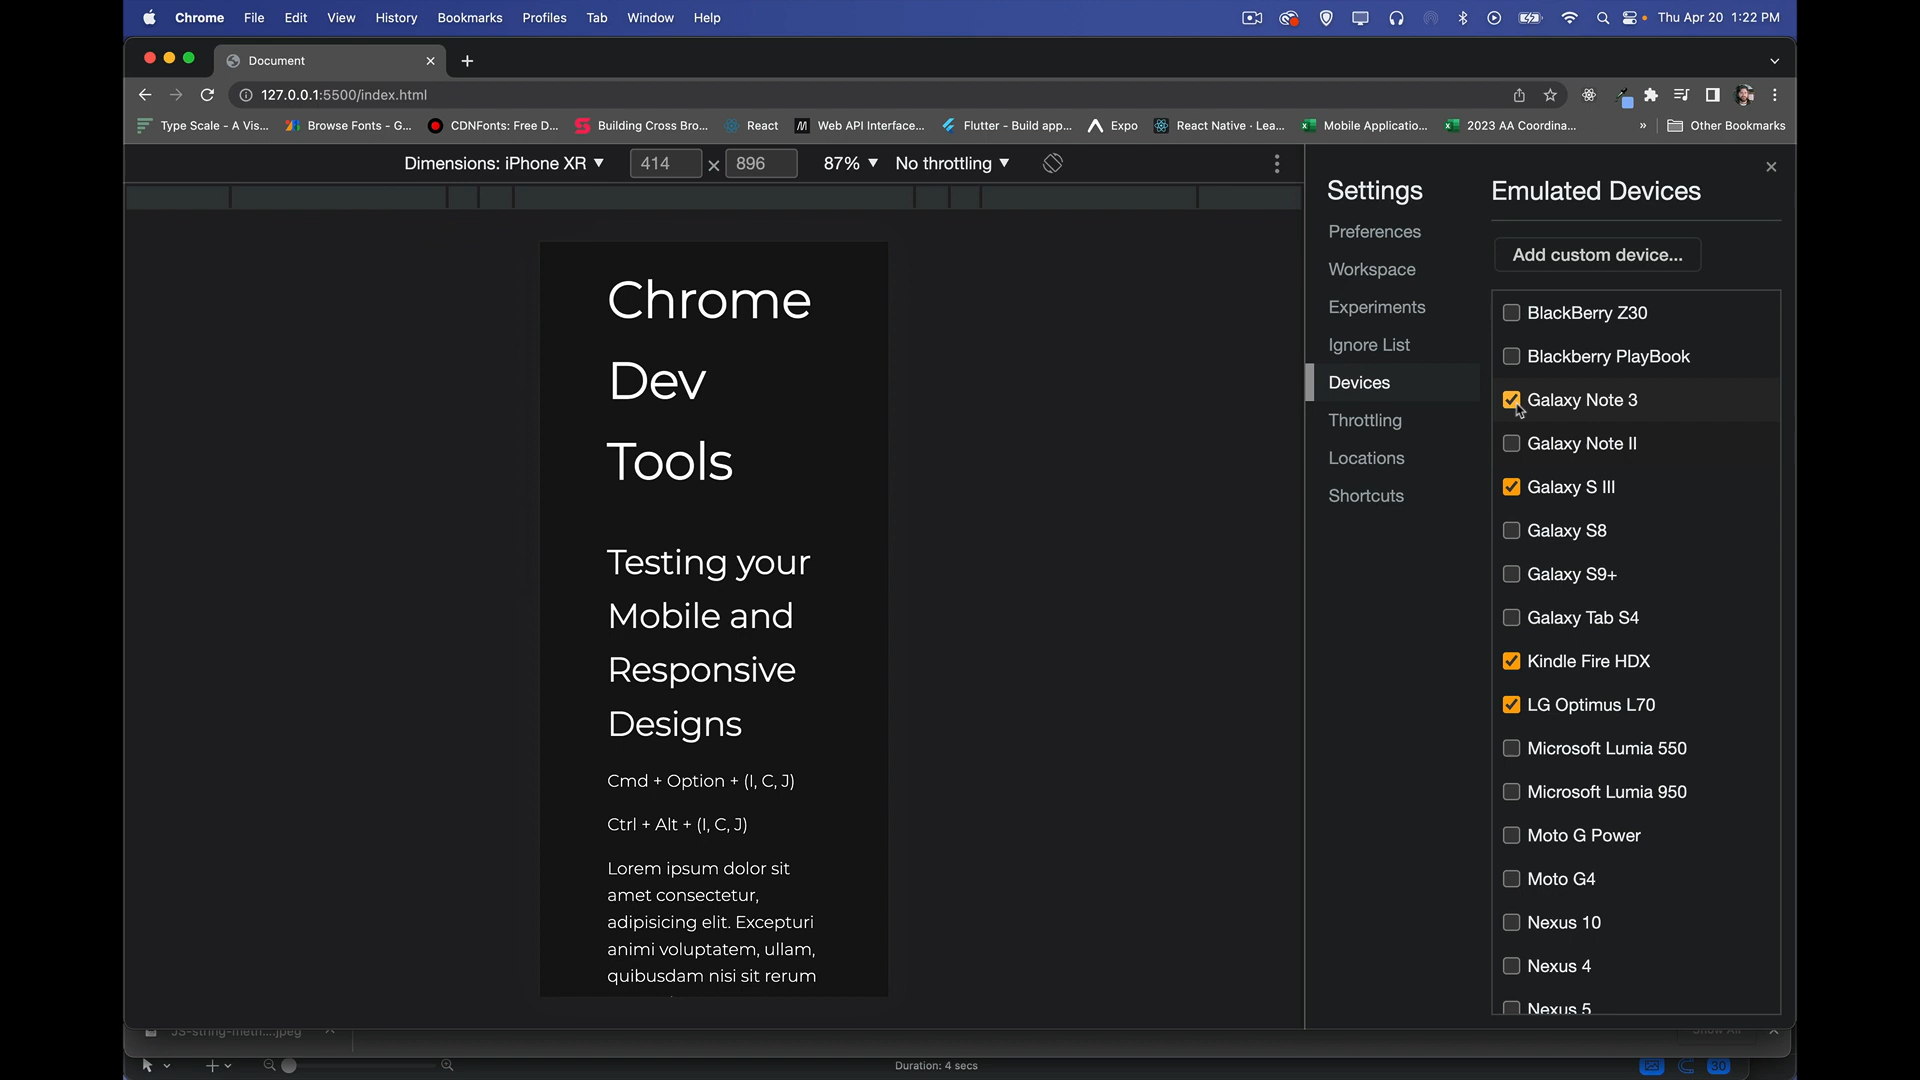 Chrome File Edit View History Bookmarks Profiles Tab Window Help Thu Apr 20 1:22 PM
Document
127.0.0.1:5500/index.html
Type Scale - A Vis... Browse Fonts - G... CDNFonts: Free D... Building Cross Bro... React Web API Interface... Flutter - Build app... Expo React Native · Lea... Mobile Applicatio... 2023 AA Coordina... » Other Bookmarks
Dimensions: iPhone XR 414 × 896 87% No throttling
Chrome
Dev
Tools
Testing your
Mobile and
Responsive
Designs
Cmd + Option + (I, C, J)
Ctrl + Alt + (I, C, J)
Lorem ipsum dolor sit
amet consectetur,
adipisicing elit. Excepturi
animi voluptatem, ullam,
quibusdam nisi sit rerum
Settings
Preferences
Workspace
Experiments
Ignore List
Devices
Throttling
Locations
Shortcuts
Emulated Devices
Add custom device...
BlackBerry Z30
Blackberry PlayBook
Galaxy Note 3
Galaxy Note II
Galaxy S III
Galaxy S8
Galaxy S9+
Galaxy Tab S4
Kindle Fire HDX
LG Optimus L70
Microsoft Lumia 550
Microsoft Lumia 950
Moto G Power
Moto G4
Nexus 10
Nexus 4
Nexus 5
JS-string-meth....jpeg
Show All
Duration: 4 secs
30